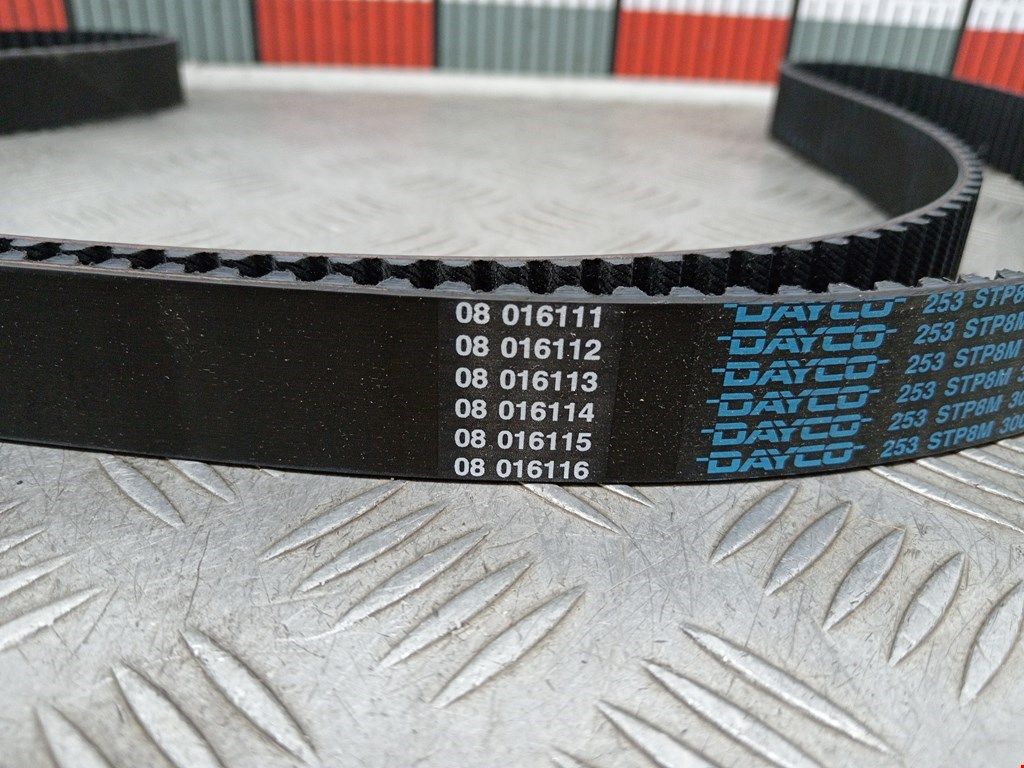 08 016111 DAYCO 253 STP8
08 016112 DAYCO 253 STP8M
08 016113 DAYCO 253 STP8M
08 016114 DAYCO 253 STP8M
08 016115 DAYCO 253 STP8M
08 016116 DAYCO 253 STP8M